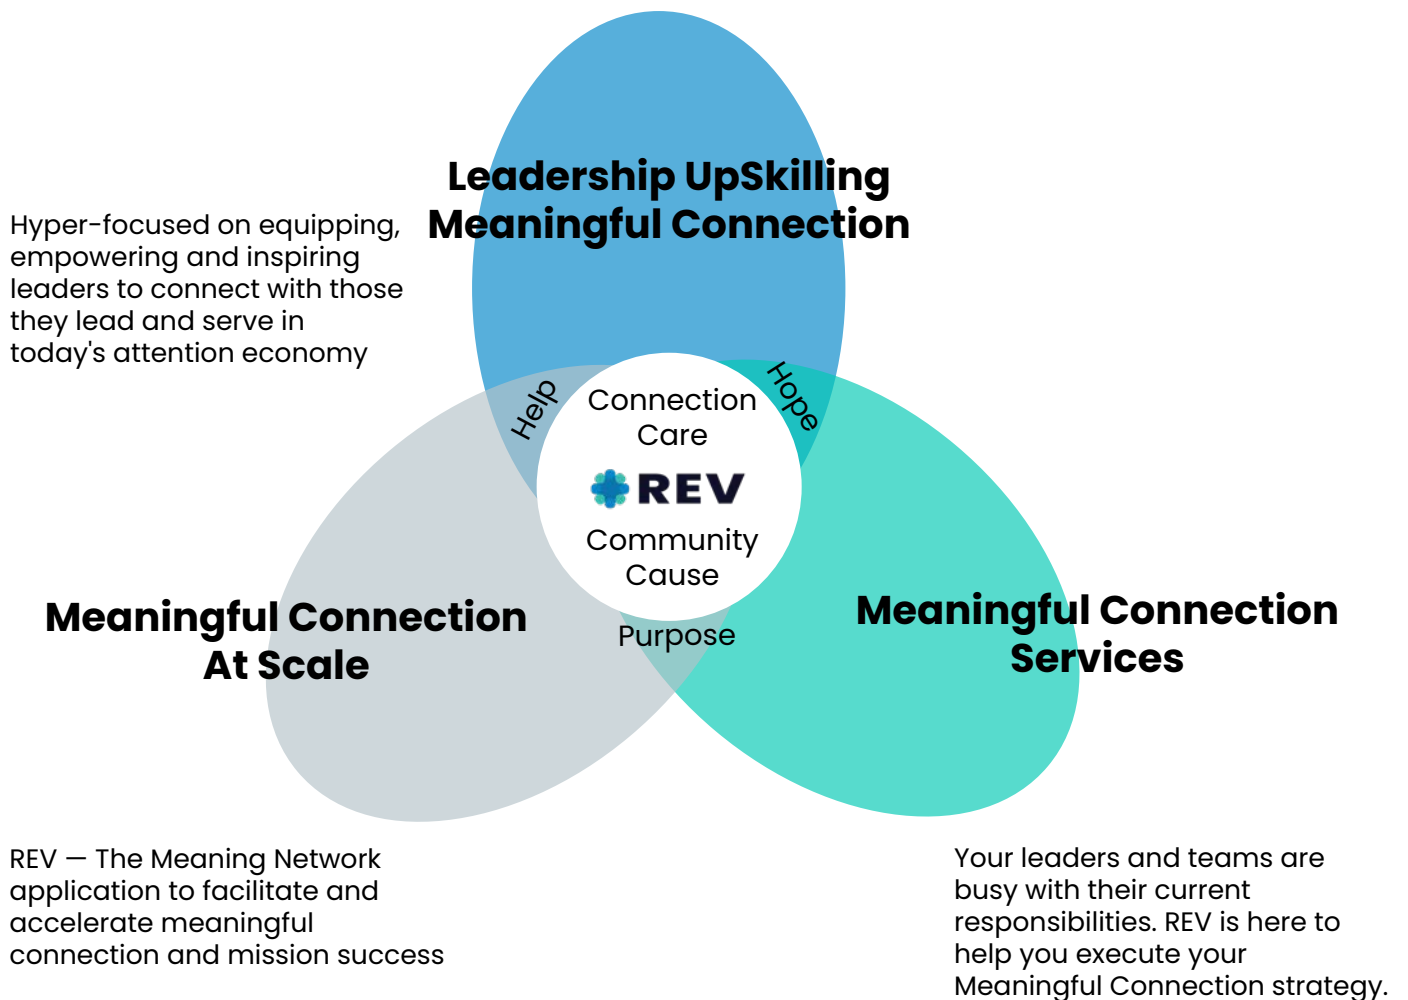 Leadership UpSkilling
Meaningful Connection
Hyper-focused on equipping,
empowering and inspiring
leaders to connect with those
they lead and serve in
today's attention economy
Help
Hope
Connection
Care
REV
Community
Cause
Purpose
Meaningful Connection
At Scale
Meaningful Connection
Services
REV — The Meaning Network
application to facilitate and
accelerate meaningful
connection and mission success
Your leaders and teams are
busy with their current
responsibilities. REV is here to
help you execute your
Meaningful Connection strategy.